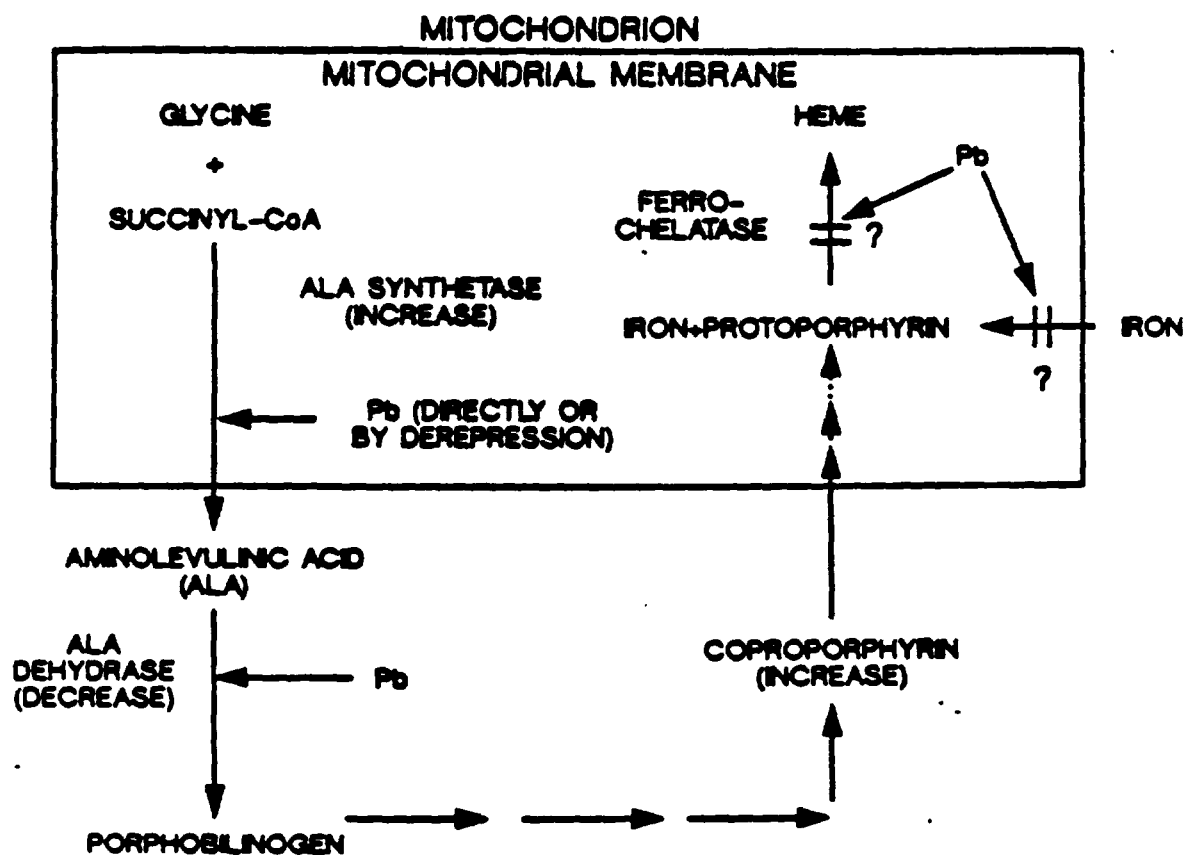 MITOCHONDRION
MITOCHONDRIAL MEMBRANE
GLYCINE
+
SUCCINYL-CoA
ALA SYNTHETASE
(INCREASE)
Pb (DIRECTLY OR
BY DEREPRESSION)
HEME
Pb
FERRO-
CHELATASE
?
IRON+PROTOPORPHYRIN
IRON
?
AMINOLEVULINIC ACID
(ALA)
ALA
DEHYDRASE
(DECREASE)
Pb
COPROPORPHYRIN
(INCREASE)
PORPHOBILINOGEN